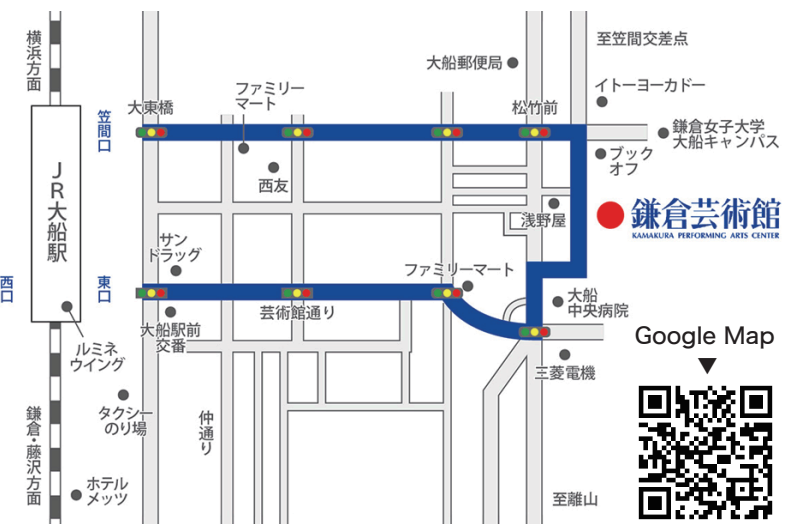 横浜方面
JR大船駅
西口
笠間口
東口
鎌倉・藤沢方面
大東橋
ファミリー
マート
西友
大船郵便局
松竹前
至笠間交差点
イトーヨーカドー
鎌倉女子大学
大船キャンパス
ブック
オフ
浅野屋
鎌倉芸術館
KAMAKURA PERFORMING ARTS CENTER
サン
ドラッグ
ファミリーマート
芸術館通り
大船駅前
交番
大船
中央病院
ルミネ
ウイング
三菱電機
タクシー
のり場
仲通り
ホテル
メッツ
至離山
Google Map